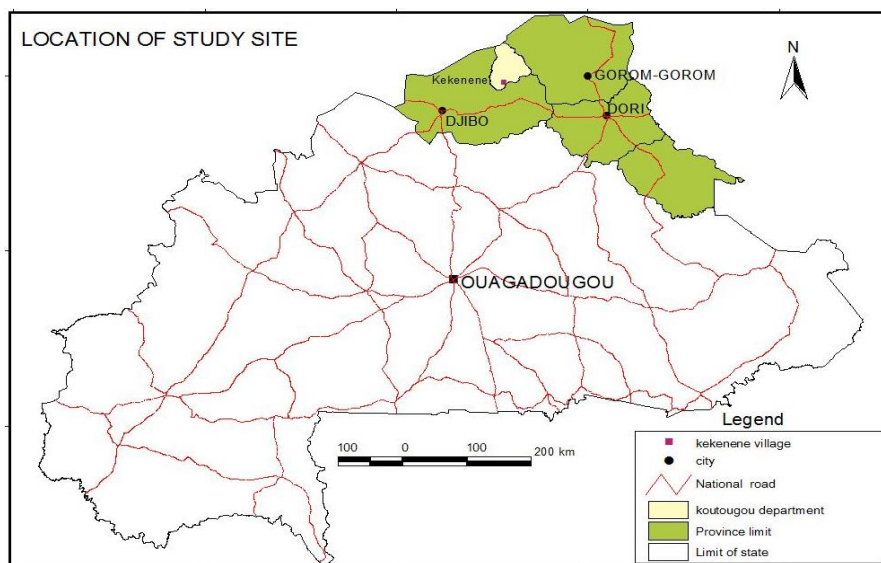 LOCATION OF STUDY SITE
N
Kekenene
GOROM-GOROM
DORI
DJIBO
OUAGADOUGOU
100 0 100 200 km
Legend
kekenene village
city
National road
koutougou department
Province limit
Limit of state